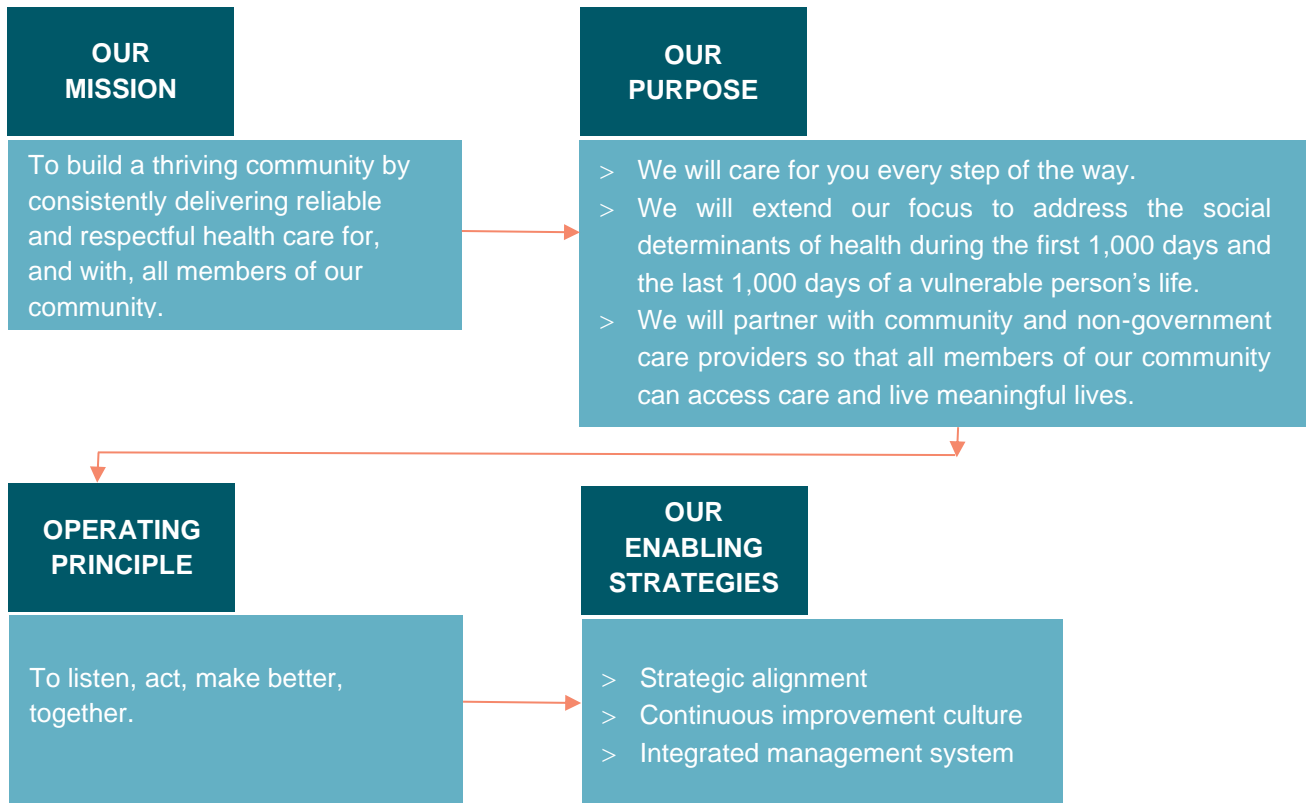 OUR
MISSION
To build a thriving community by
consistently delivering reliable
and respectful health care for,
and with, all members of our
community.
OUR
PURPOSE
> We will care for you every step of the way.
> We will extend our focus to address the social
determinants of health during the first 1,000 days and
the last 1,000 days of a vulnerable person’s life.
> We will partner with community and non-government
care providers so that all members of our community
can access care and live meaningful lives.
OPERATING
PRINCIPLE
To listen, act, make better,
together.
OUR
ENABLING
STRATEGIES
> Strategic alignment
> Continuous improvement culture
> Integrated management system